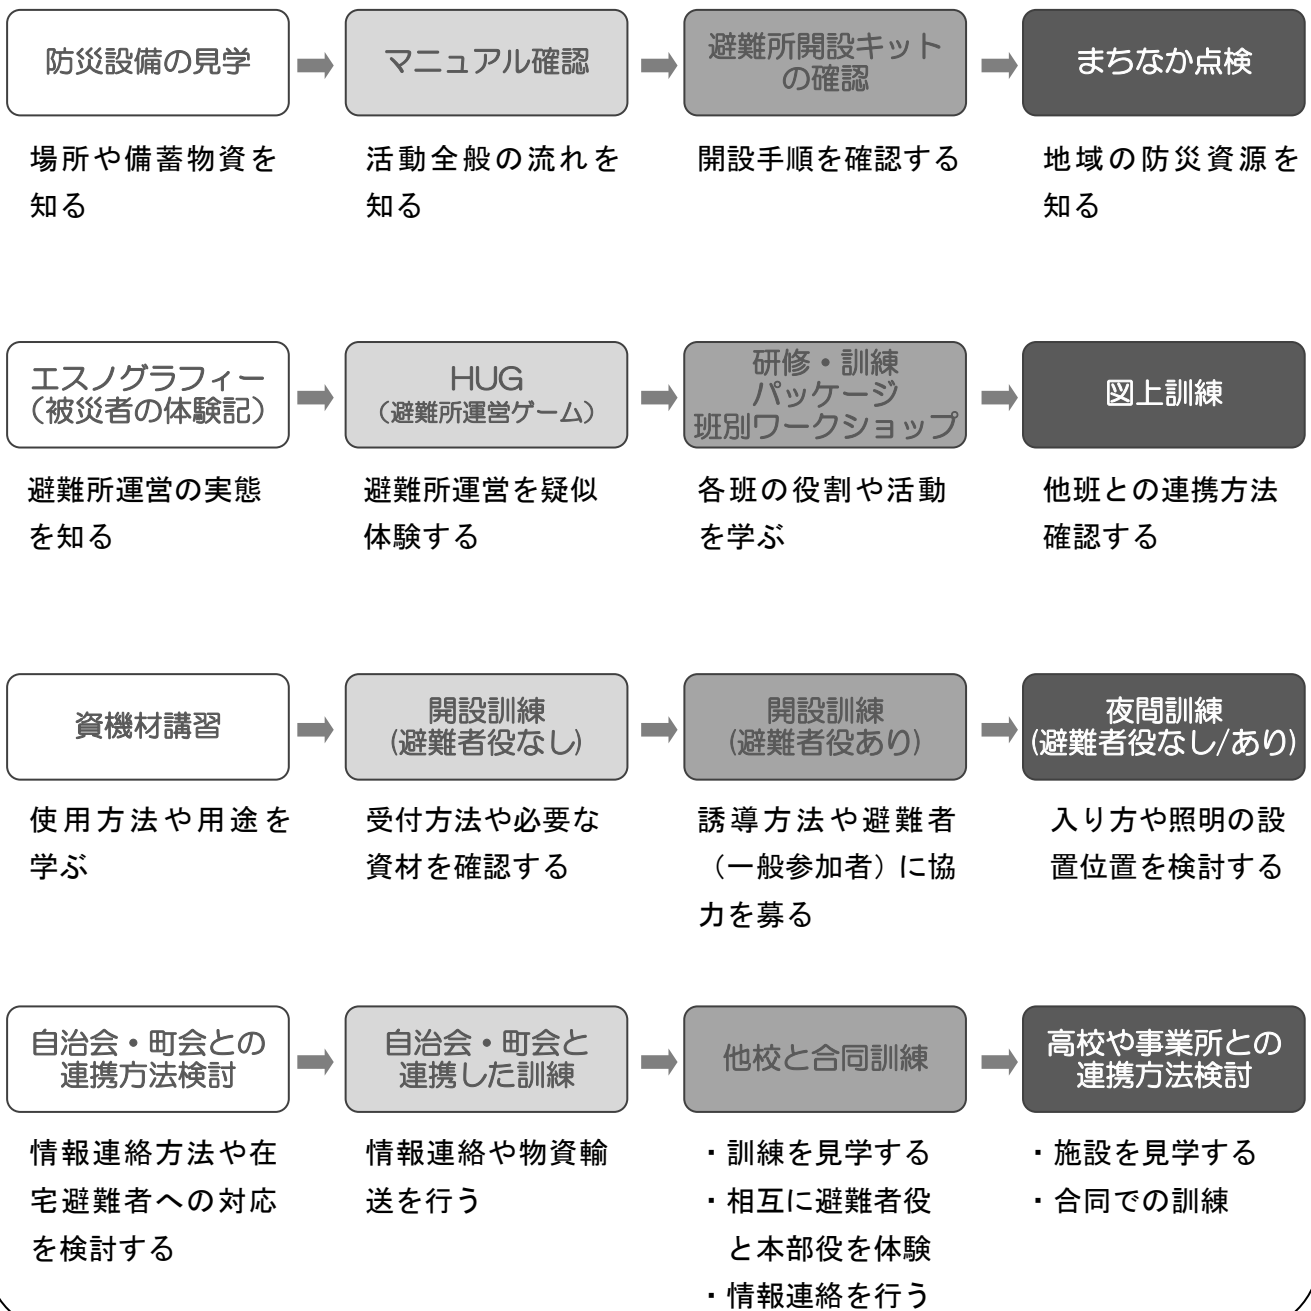 防災設備の見学
マニュアル確認
避難所開設キット
の確認
まちなか点検
場所や備蓄物資を
知る
活動全般の流れを
知る
開設手順を確認する
地域の防災資源を
知る
エスノグラフィー
（被災者の体験記）
HUG
（避難所運営ゲーム）
研修・訓練
パッケージ
班別ワークショップ
図上訓練
避難所運営の実態
を知る
避難所運営を疑似
体験する
各班の役割や活動
を学ぶ
他班との連携方法
確認する
資機材講習
開設訓練
(避難者役なし)
開設訓練
(避難者役あり)
夜間訓練
(避難者役なし/あり)
使用方法や用途を
学ぶ
受付方法や必要な
資材を確認する
誘導方法や避難者
（一般参加者）に協
力を募る
入り方や照明の設
置位置を検討する
自治会・町会との
連携方法検討
自治会・町会と
連携した訓練
他校と合同訓練
高校や事業所との
連携方法検討
情報連絡方法や在
宅避難者への対応
を検討する
情報連絡や物資輸
送を行う
・訓練を見学する
・相互に避難者役
と本部役を体験
・情報連絡を行う
・施設を見学する
・合同での訓練